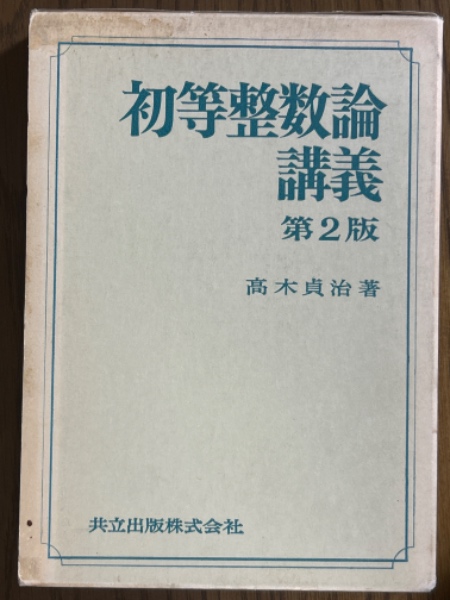 初等整数論
講義
第2版
高木貞治著
共立出版株式会社